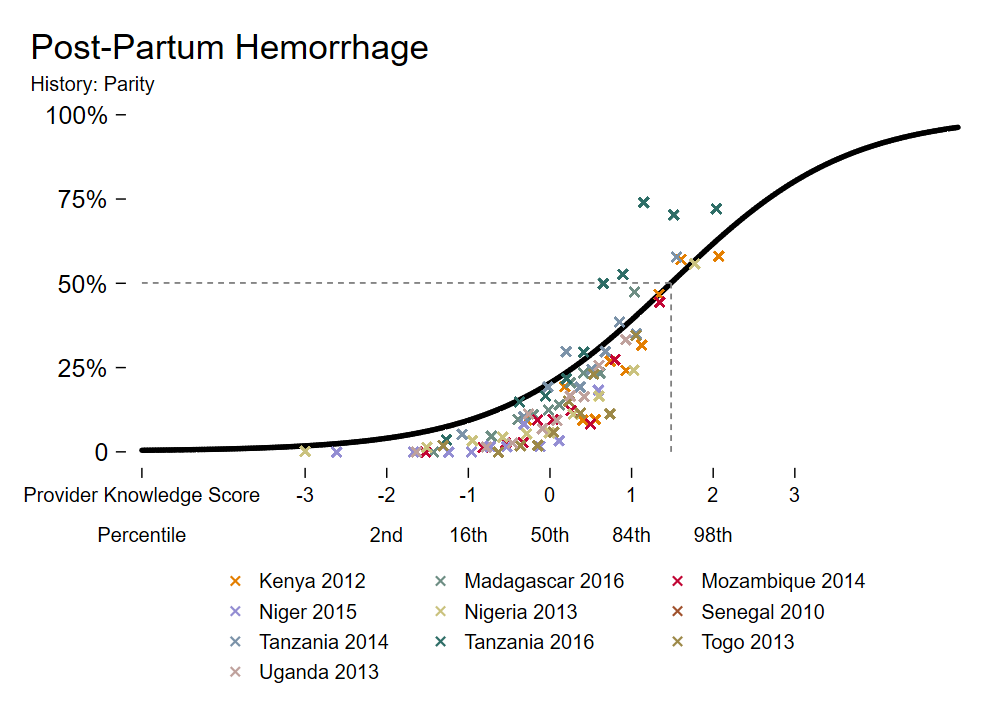 Post-Partum Hemorrhage
History: Parity
100%
75%
50%
25%
0
Provider Knowledge Score -3 -2 -1 0 1 2 3
Percentile 2nd 16th 50th 84th 98th
Kenya 2012 Madagascar 2016 Mozambique 2014
Niger 2015 Nigeria 2013 Senegal 2010
Tanzania 2014 Tanzania 2016 Togo 2013
Uganda 2013